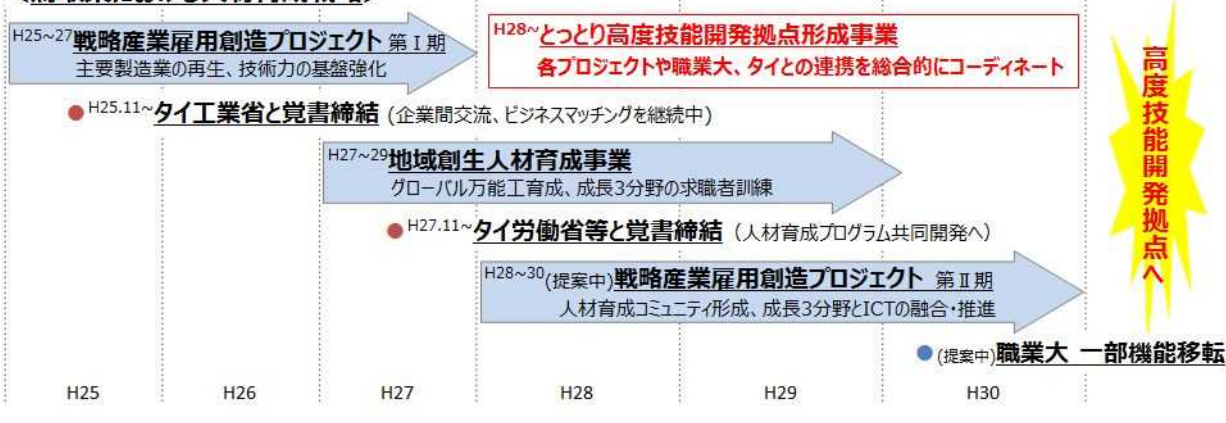 H25~27戦略産業雇用創造プロジェクト 第Ⅰ期
主要製造業の再生、技術力の基盤強化
H28~とっとり高度技能開発拠点形成事業
各プロジェクトや職業大、タイとの連携を総合的にコーディネート
H25.11~タイ工業省と覚書締結 (企業間交流、ビジネスマッチングを継続中)
H27~29地域創生人材育成事業
グローバル万能工育成、成長3分野の求職者訓練
H27.11~タイ労働省等と覚書締結 (人材育成プログラム共同開発へ)
H28~30(提案中)戦略産業雇用創造プロジェクト 第Ⅱ期
人材育成コミュニティ形成、成長3分野とICTの融合・推進
(提案中)職業大 一部機能移転
高度技能開発拠点へ
H25 H26 H27 H28 H29 H30